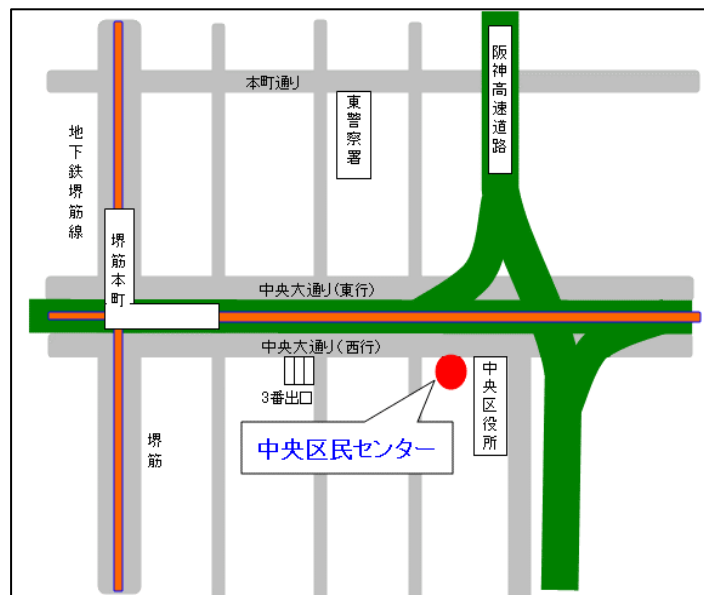 阪神高速道路
本町通り
東警察署
地下鉄堺筋線
堺筋本町
中央大通り(東行)
中央大通り(西行)
3番出口
中央区役所
中央区民センター
堺筋